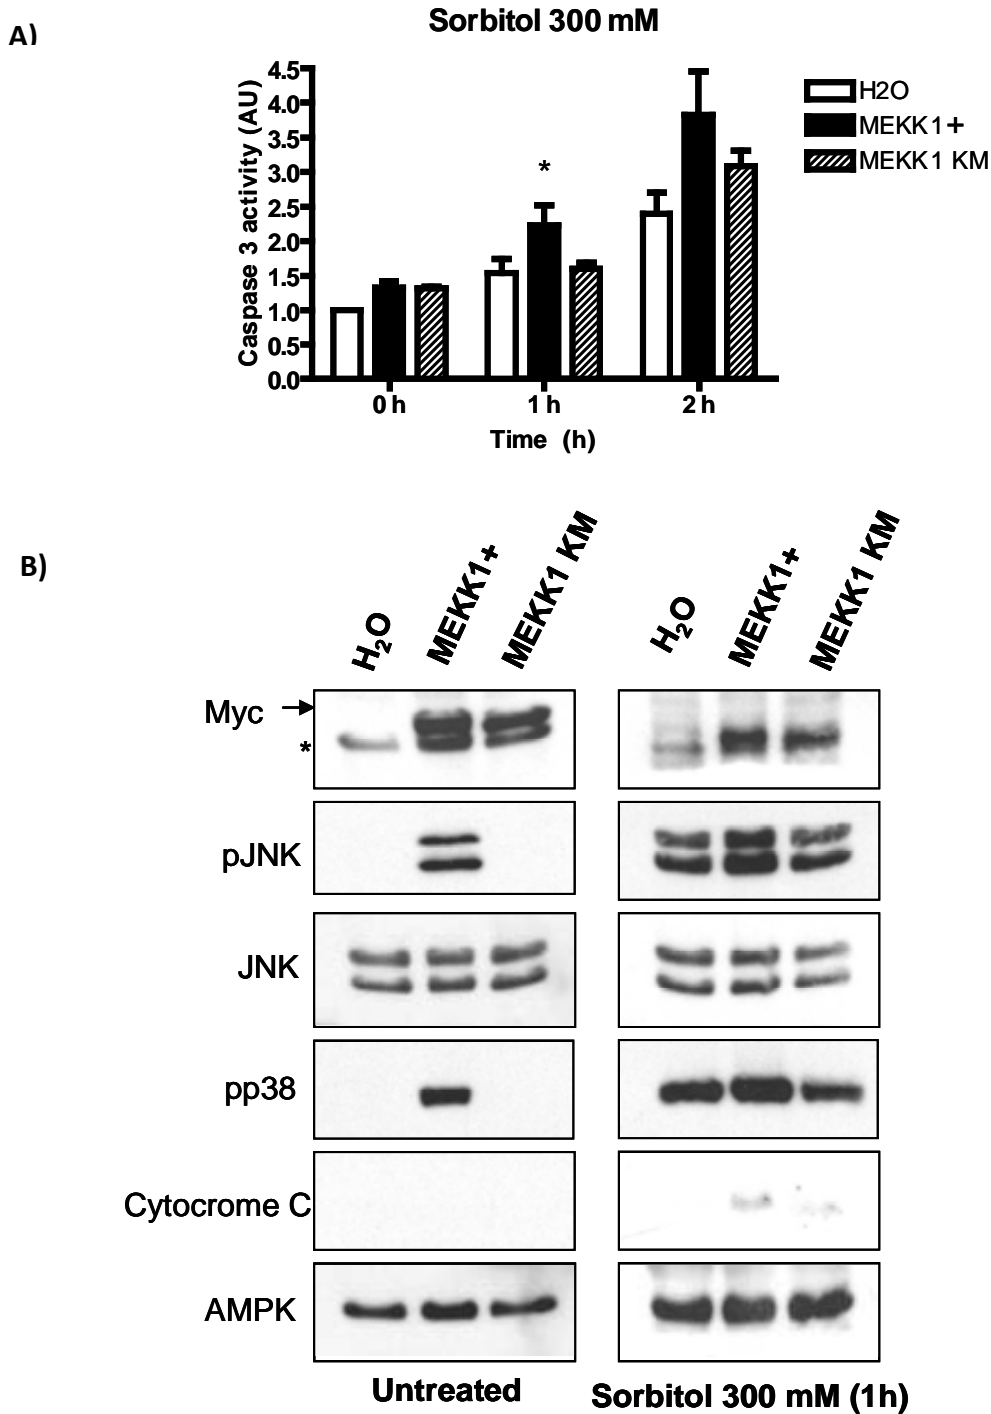 A)
Sorbitol 300 mM
Caspase 3 activity (AU)
4.5
4.0
3.5
3.0
2.5
2.0
1.5
1.0
0.5
0.0
*
0 h
1 h
2 h
Time (h)
H2O
MEKK1+
MEKK1 KM
B)
H₂O
MEKK1+
MEKK1 KM
H₂O
MEKK1+
MEKK1 KM
Myc
*
pJNK
JNK
pp38
Cytocrome C
AMPK
Untreated
Sorbitol 300 mM (1h)